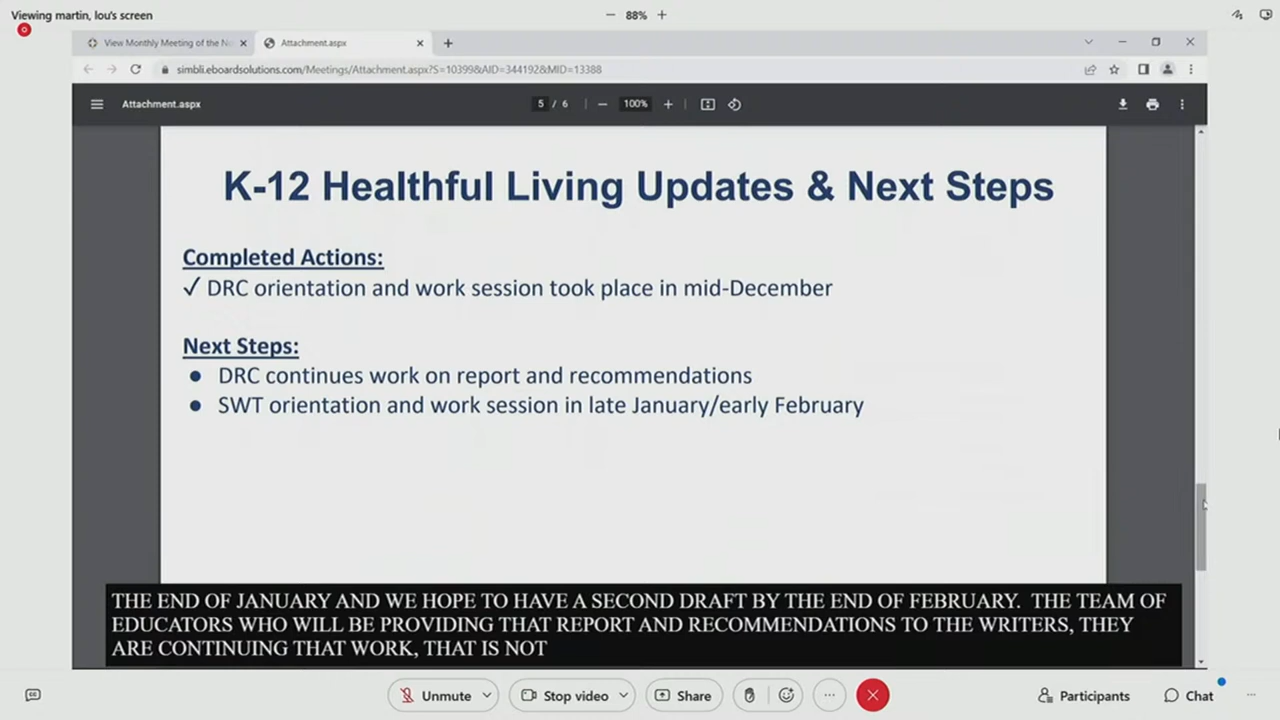 Viewing martin, lou's screen
88%
View Monthly Meeting of the No
Attachment.aspx
simbli.eboardsolutions.com/Meetings/Attachment.aspx?S=10399&AID=344192&MID=13388
Attachment.aspx
5 / 6
100%
K-12 Healthful Living Updates & Next Steps
Completed Actions:
✓ DRC orientation and work session took place in mid-December
Next Steps:
● DRC continues work on report and recommendations
● SWT orientation and work session in late January/early February
THE END OF JANUARY AND WE HOPE TO HAVE A SECOND DRAFT BY THE END OF FEBRUARY. THE TEAM OF
EDUCATORS WHO WILL BE PROVIDING THAT REPORT AND RECOMMENDATIONS TO THE WRITERS, THEY
ARE CONTINUING THAT WORK, THAT IS NOT
Unmute
Stop video
Share
Participants
Chat